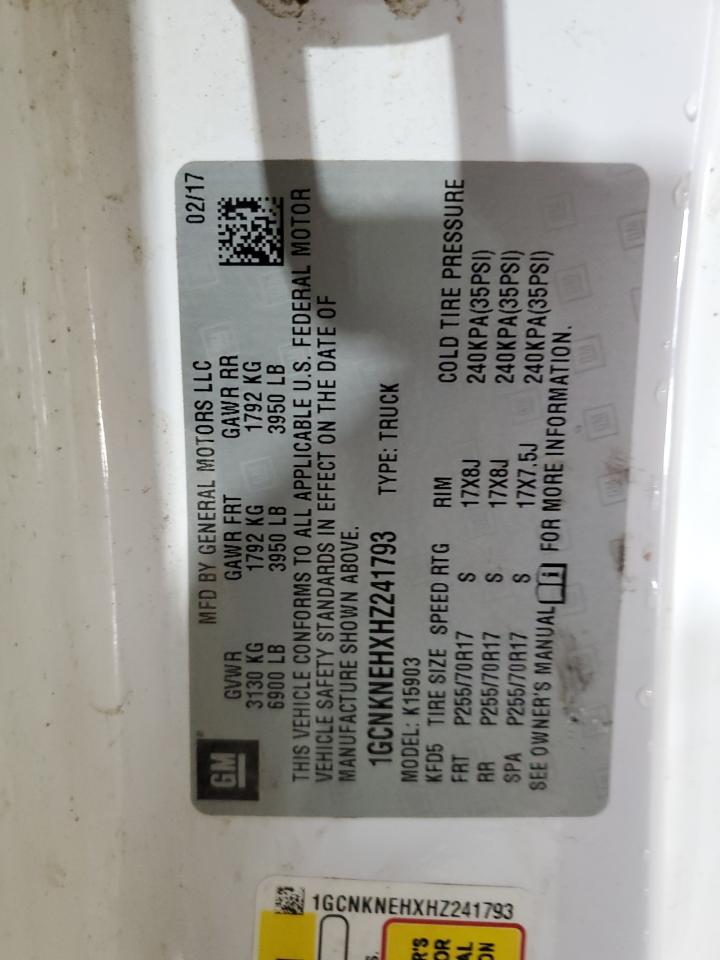 GM
MFD BY GENERAL MOTORS LLC 02/17
GVWR GAWR FRT GAWR RR
3130 KG 1792 KG 1792 KG
6900 LB 3950 LB 3950 LB
THIS VEHICLE CONFORMS TO ALL APPLICABLE U.S. FEDERAL MOTOR
VEHICLE SAFETY STANDARDS IN EFFECT ON THE DATE OF
MANUFACTURE SHOWN ABOVE.
1GCNKNEHXHZ241793 TYPE: TRUCK
MODEL: K15903
KFD5 TIRE SIZE SPEED RTG RIM COLD TIRE PRESSURE
FRT P255/70R17 S 17X8J 240KPA(35PSI)
RR P255/70R17 S 17X8J 240KPA(35PSI)
SPA P255/70R17 S 17X7.5J 240KPA(35PSI)
SEE OWNER'S MANUAL i FOR MORE INFORMATION.
1GCNKNEHXHZ241793